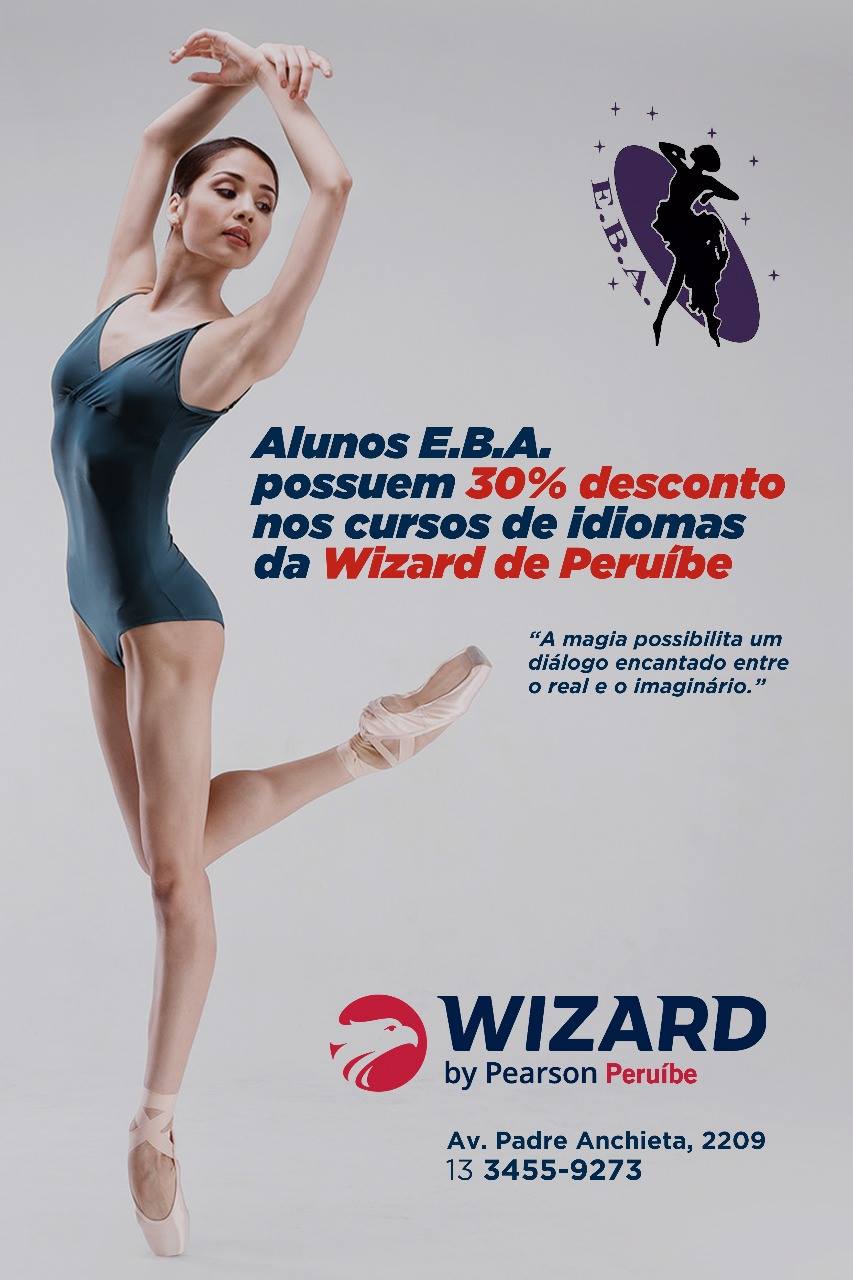 E.B.A.
Alunos E.B.A.
possuem 30% desconto
nos cursos de idiomas
da Wizard de Peruíbe
“A magia possibilita um
diálogo encantado entre
o real e o imaginário.”
WIZARD
by Pearson Peruíbe
Av. Padre Anchieta, 2209
13 3455-9273